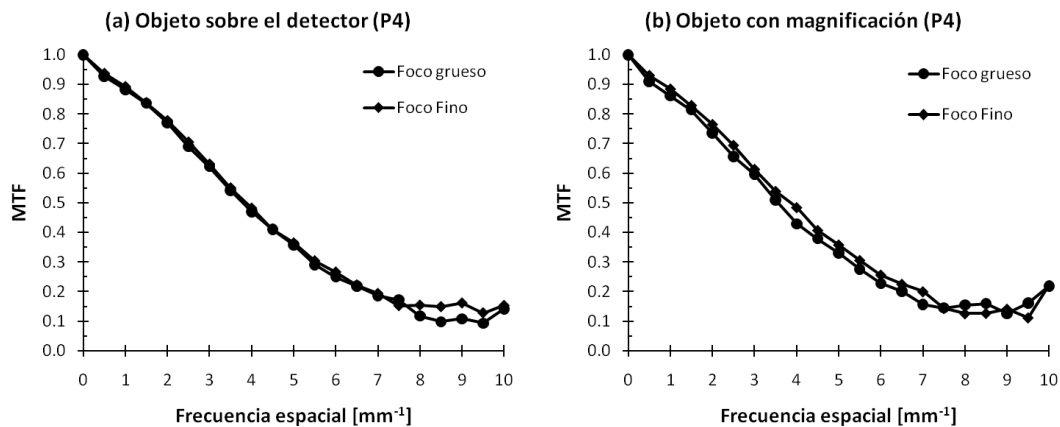 (a) Objeto sobre el detector (P4)
1.0
0.9
0.8
0.7
0.6
0.5
0.4
0.3
0.2
0.1
0.0
MTF
Foco grueso
Foco Fino
0 1 2 3 4 5 6 7 8 9 10
Frecuencia espacial [mm⁻¹]
(b) Objeto con magnificación (P4)
1.0
0.9
0.8
0.7
0.6
0.5
0.4
0.3
0.2
0.1
0.0
MTF
Foco grueso
Foco Fino
0 1 2 3 4 5 6 7 8 9 10
Frecuencia espacial [mm⁻¹]